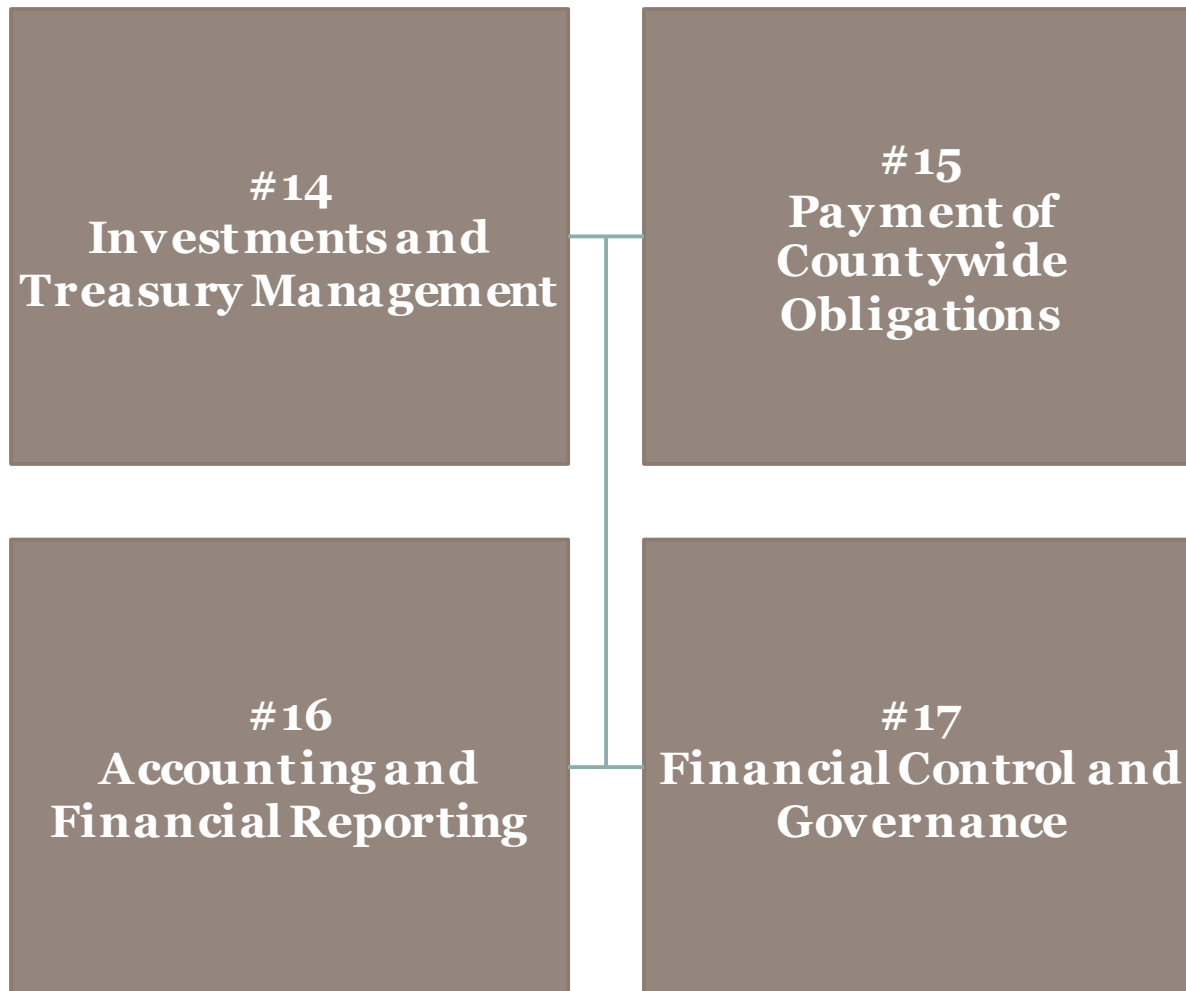 #14
Investments and
Treasury Management
#15
Payment of
Countywide
Obligations
#16
Accounting and
Financial Reporting
#17
Financial Control and
Governance